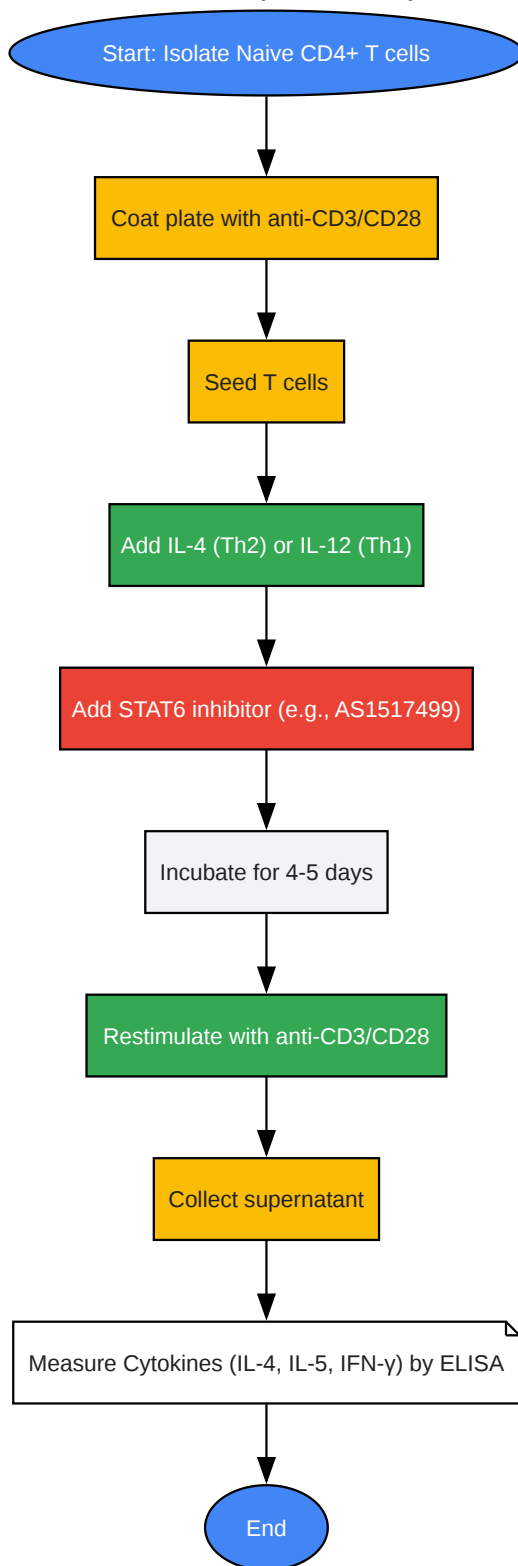 Start: Isolate Naive CD4+ T cells
Coat plate with anti-CD3/CD28
Seed T cells
Add IL-4 (Th2) or IL-12 (Th1)
Add STAT6 inhibitor (e.g., AS1517499)
Incubate for 4-5 days
Restimulate with anti-CD3/CD28
Collect supernatant
Measure Cytokines (IL-4, IL-5, IFN-γ) by ELISA
End